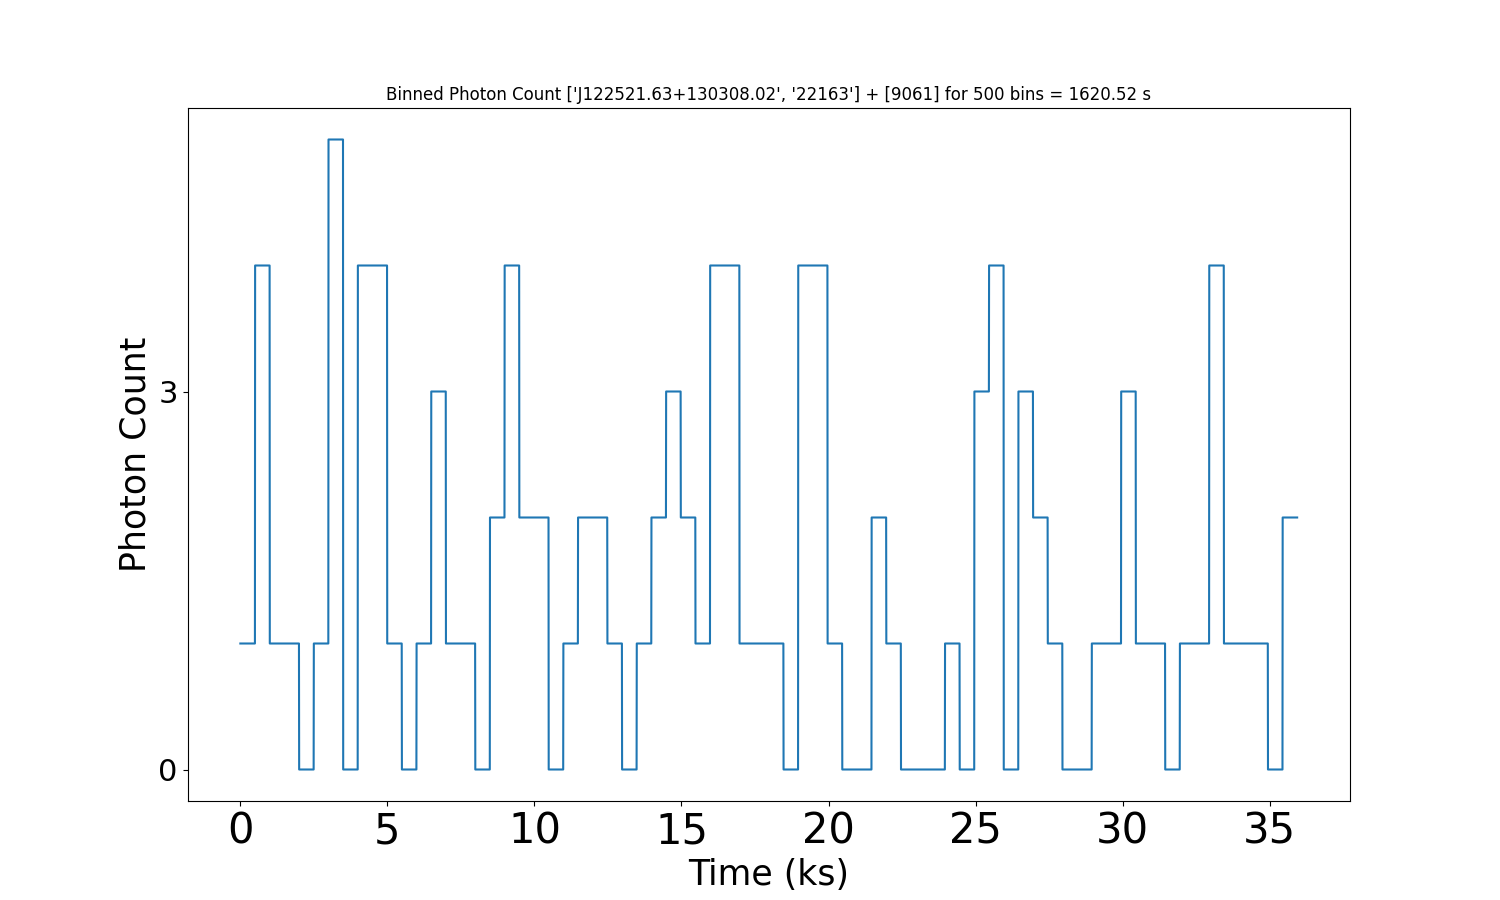 Binned Photon Count ['J122521.63+130308.02', '22163'] + [9061] for 500 bins = 1620.52 s
Photon Count
3
0
0 5 10 15 20 25 30 35
Time (ks)